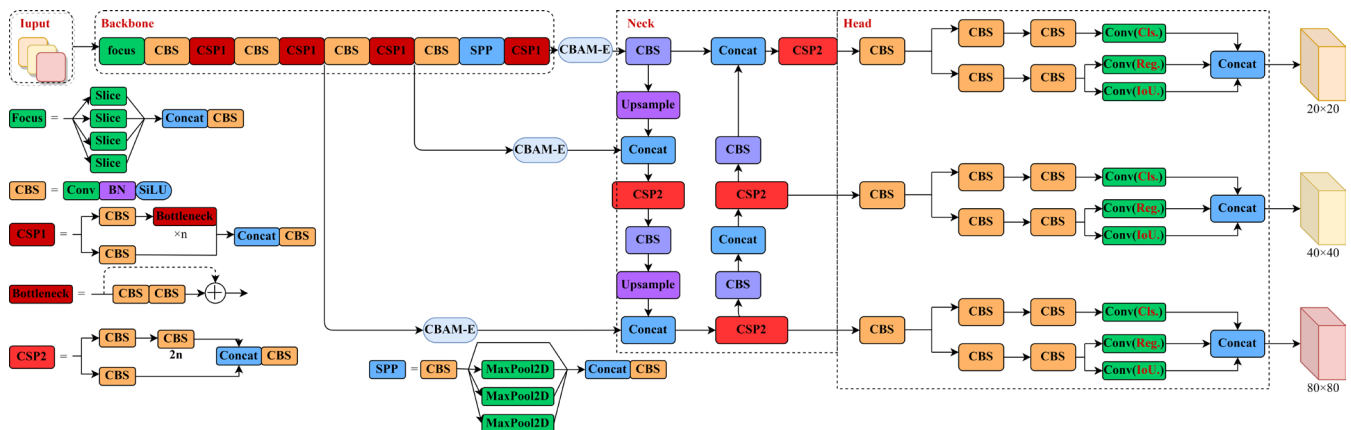 Iuput
Backbone
Neck
Head
focus CBS CSP1 CBS CSP1 CBS CSP1 CBS SPP CSP1
CBAM-E
CBS Concat CSP2
CBS CBS CBS Conv(Cls.)
CBS CBS Conv(Reg.) Concat
Conv(IoU.)
20×20
Upsample
CBAM-E Concat CBS
CSP2 CSP2
CBS CBS CBS Conv(Cls.)
CBS CBS Conv(Reg.) Concat
Conv(IoU.)
40×40
CBS Concat
Upsample CBS
CBAM-E Concat CSP2
CBS CBS CBS Conv(Cls.)
CBS CBS Conv(Reg.) Concat
Conv(IoU.)
80×80
Focus = Slice Concat CBS
Slice
Slice
Slice
CBS = Conv BN SiLU
CSP1 = CBS Bottleneck
×n
CBS Concat CBS
Bottleneck = CBS CBS
CSP2 = CBS CBS
2n
CBS Concat CBS
SPP = CBS MaxPool2D Concat CBS
MaxPool2D
MaxPool2D